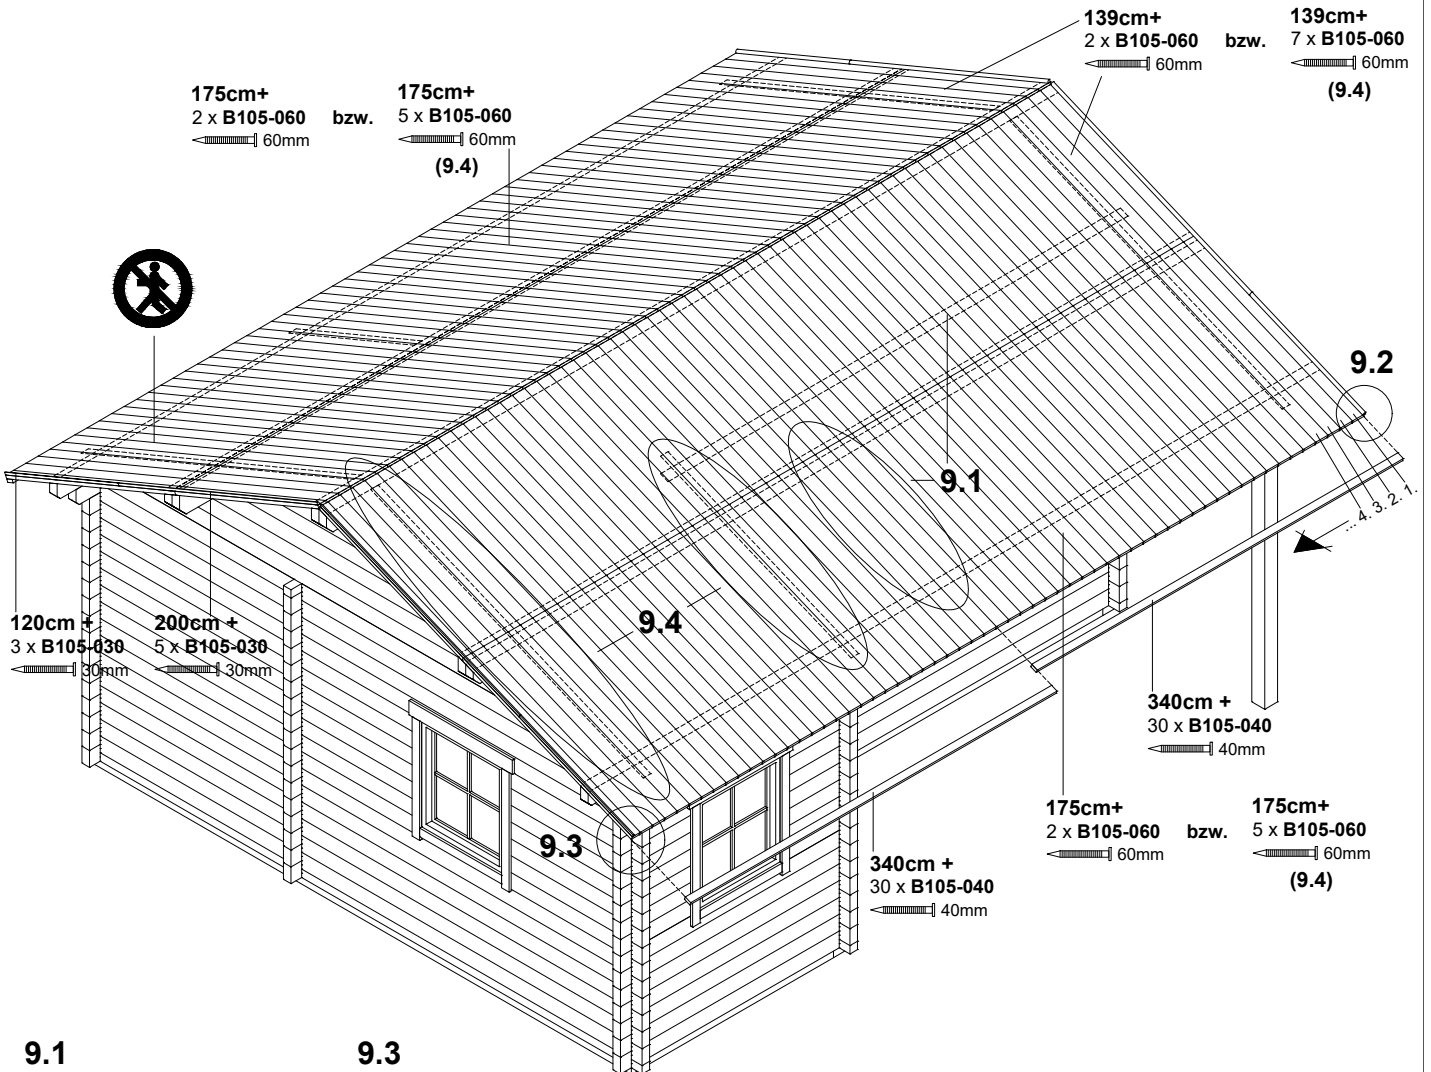 139cm+
2 x B105-060 bzw.
60mm
139cm+
7 x B105-060
60mm
(9.4)
175cm+
2 x B105-060 bzw.
60mm
175cm+
5 x B105-060
60mm
(9.4)
9.2
9.1
... 4. 3. 2. 1.
9.4
120cm +
3 x B105-030
30mm
200cm +
5 x B105-030
30mm
340cm +
30 x B105-040
40mm
9.3
175cm+
2 x B105-060 bzw.
60mm
175cm+
5 x B105-060
60mm
(9.4)
340cm +
30 x B105-040
40mm
9.1
9.3